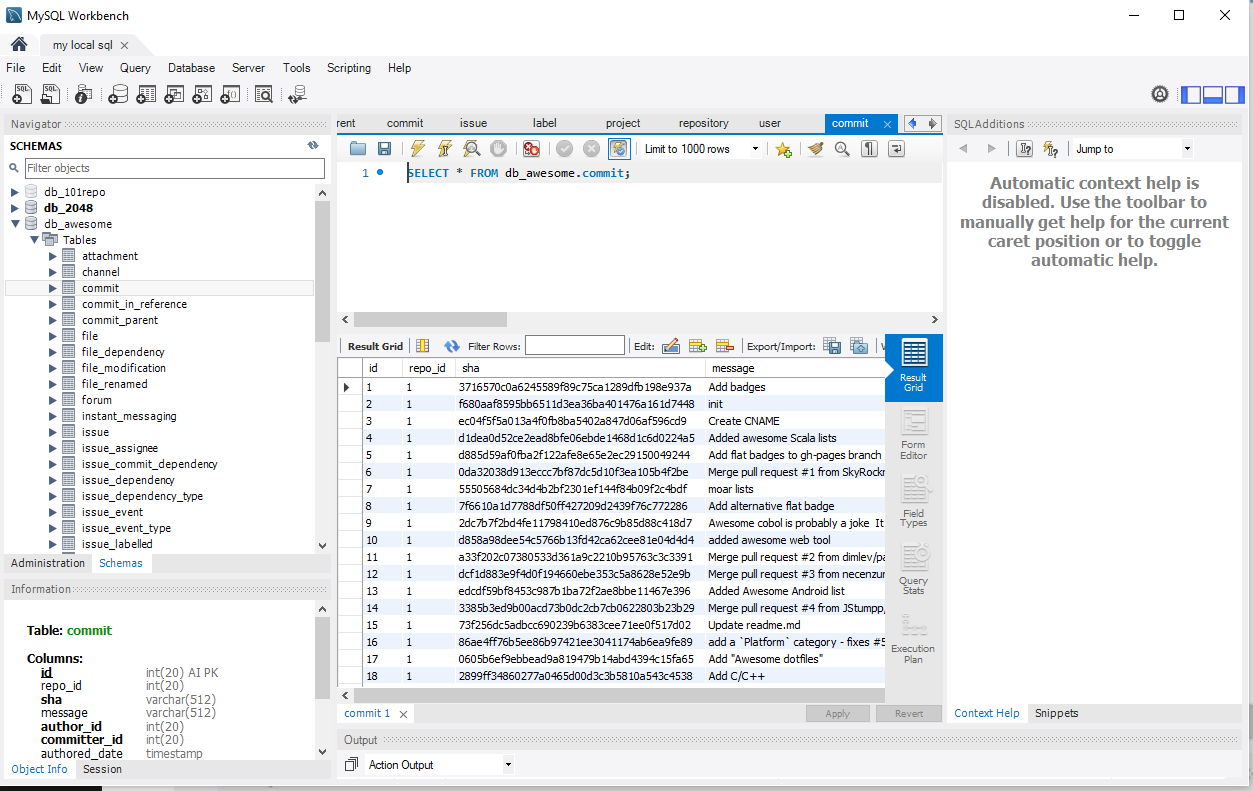 MySQL Workbench
my local sql
File Edit View Query Database Server Tools Scripting Help
Navigator
SCHEMAS
Filter objects
db_101repo
db_2048
db_awesome
Tables
attachment
channel
commit
commit_in_reference
commit_parent
file
file_dependency
file_modification
file_renamed
forum
instant_messaging
issue
issue_assignee
issue_commit_dependency
issue_dependency
issue_dependency_type
issue_event
issue_event_type
issue_labelled
Administration Schemas
Information
Table: commit
Columns:
id int(20) AI PK
repo_id int(20)
sha varchar(512)
message varchar(512)
author_id int(20)
committer_id int(20)
authored_date timestamp
Object Info Session
rent commit issue label project repository user commit
Limit to 1000 rows
1 SELECT * FROM db_awesome.commit;
Result Grid Filter Rows: Edit: Export/Import:
id repo_id sha message
1 1 3716570c0a6245589f89c75ca1289dfb198e937a Add badges
2 1 f680aaf8595bb6511d3ea36ba401476a161d7448 init
3 1 ec04f5f5a013a4f0fb8ba5402a847d06af596cd9 Create CNAME
4 1 d1dea0d52ce2ead8bfe06ebde1468d1c6d0224a5 Added awesome Scala lists
5 1 d885d59af0fba2f122afe8e65e2ec29150049244 Add flat badges to gh-pages branch
6 1 0da32038d913eccc7bf87dc5d10f3ea105b4f2be Merge pull request #1 from SkyRockn
7 1 55505684dc34d4b2bf2301ef144f84b09f2c4bdf moar lists
8 1 7f6610a1d7788df50ff427209d2439f76c772286 Add alternative flat badge
9 1 2dc7b7f2bd4fe11798410ed876c9b85d88c418d7 Awesome cobol is probably a joke It
10 1 d858a98dee54c5766b13fd42ca62cee81e04d4d4 added awesome web tool
11 1 a33f202c07380533d361a9c2210b95763c3c3391 Merge pull request #2 from dimlev/pa
12 1 dcf1d883e9f4d0f194660ebe353c5a8628e52e9b Merge pull request #3 from necenzur
13 1 edcdf59bf8453c987b1ba72f2ae8bbe11467e396 Added Awesome Android list
14 1 3385b3ed9b00acd73b0dc2cb7cb0622803b23b29 Merge pull request #4 from JStumpp,
15 1 73f256dc5adbcc690239b6383cee71ee0f517d02 Update readme.md
16 1 86ae4ff76b5ee86b97421ee3041174ab6ea9fe89 add a `Platform` category - fixes #5
17 1 0605b6ef9ebbead9a819479b14abd4394c15fa65 Add "Awesome dotfiles"
18 1 2899ff34860277a0465d00d3c3b5810a543c4538 Add C/C++
Result
Grid
Form
Editor
Field
Types
Query
Stats
Execution
Plan
commit 1
Apply Revert
Output
Action Output
SQLAdditions
Jump to
Automatic context help is
disabled. Use the toolbar to
manually get help for the current
caret position or to toggle
automatic help.
Context Help Snippets